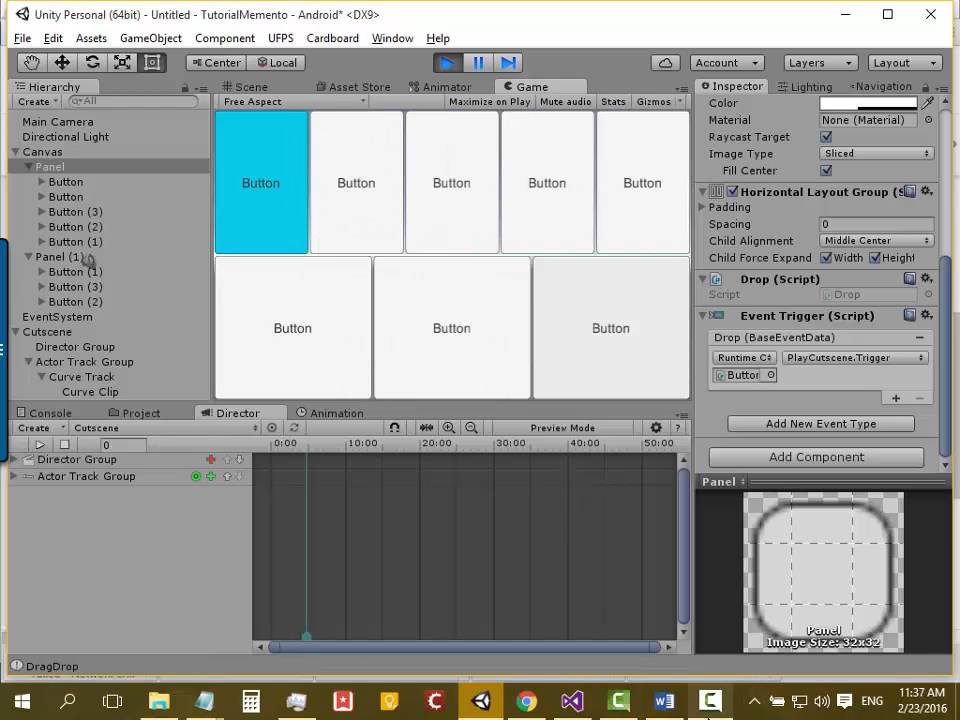 Unity Personal (64bit) - Untitled - TutorialMemento - Android* <DX9>
File Edit Assets GameObject Component UFPS Cardboard Window Help
Center Local Account Layers Layout
Hierarchy Scene Asset Store Animator Game Inspector Lighting Navigation
Create All Free Aspect Maximize on Play Mute audio Stats Gizmos
Main Camera
Directional Light
Canvas
Panel
Button
Button
Button (3)
Button (2)
Button (1)
Panel (1)
Button (1)
Button (3)
Button (2)
EventSystem
Cutscene
Director Group
Actor Track Group
Curve Track
Curve Clip
Button Button Button Button Button
Button Button Button
Color
Material None (Material)
Raycast Target
Image Type Sliced
Fill Center
Horizontal Layout Group (S
Padding
Spacing 0
Child Alignment Middle Center
Child Force Expand Width Height
Drop (Script)
Script Drop
Event Trigger (Script)
Drop (BaseEventData)
Runtime PlayCutscene.Trigger
Button
Add New Event Type
Add Component
Console Project Director Animation
Create Cutscene Preview Mode ?
0 0:00 10:00 20:00 30:00 40:00 50:00
Director Group
Actor Track Group
Panel
Panel
Image Size: 32x32
DragDrop
ENG
11:37 AM
2/23/2016